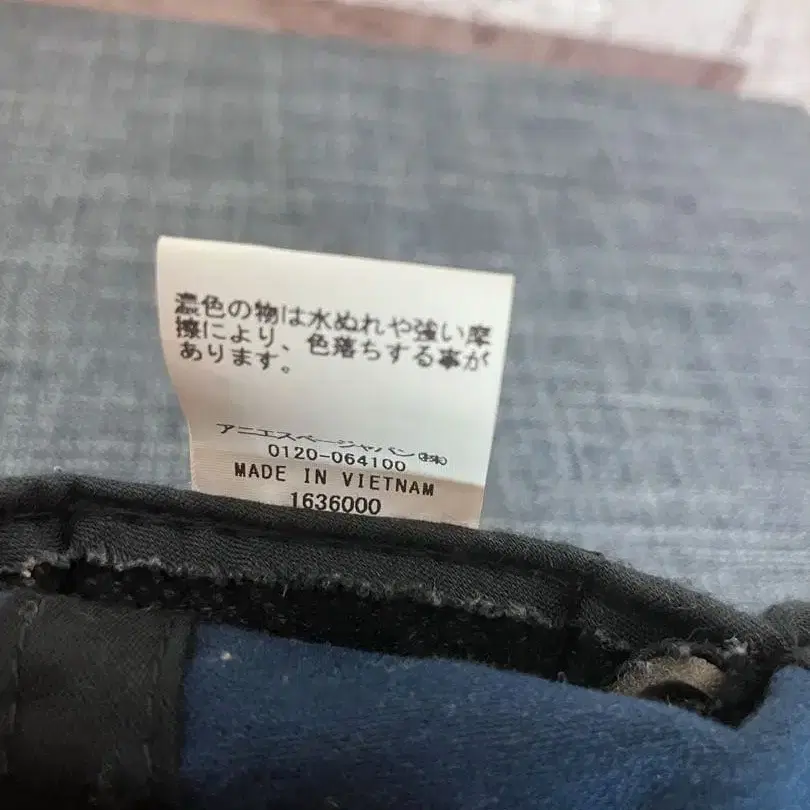 濃色の物は水ぬれや強い摩
擦により、色落ちする事が
あります。
アニエスベージャパン(株)
0120-064100
MADE IN VIETNAM
1636000